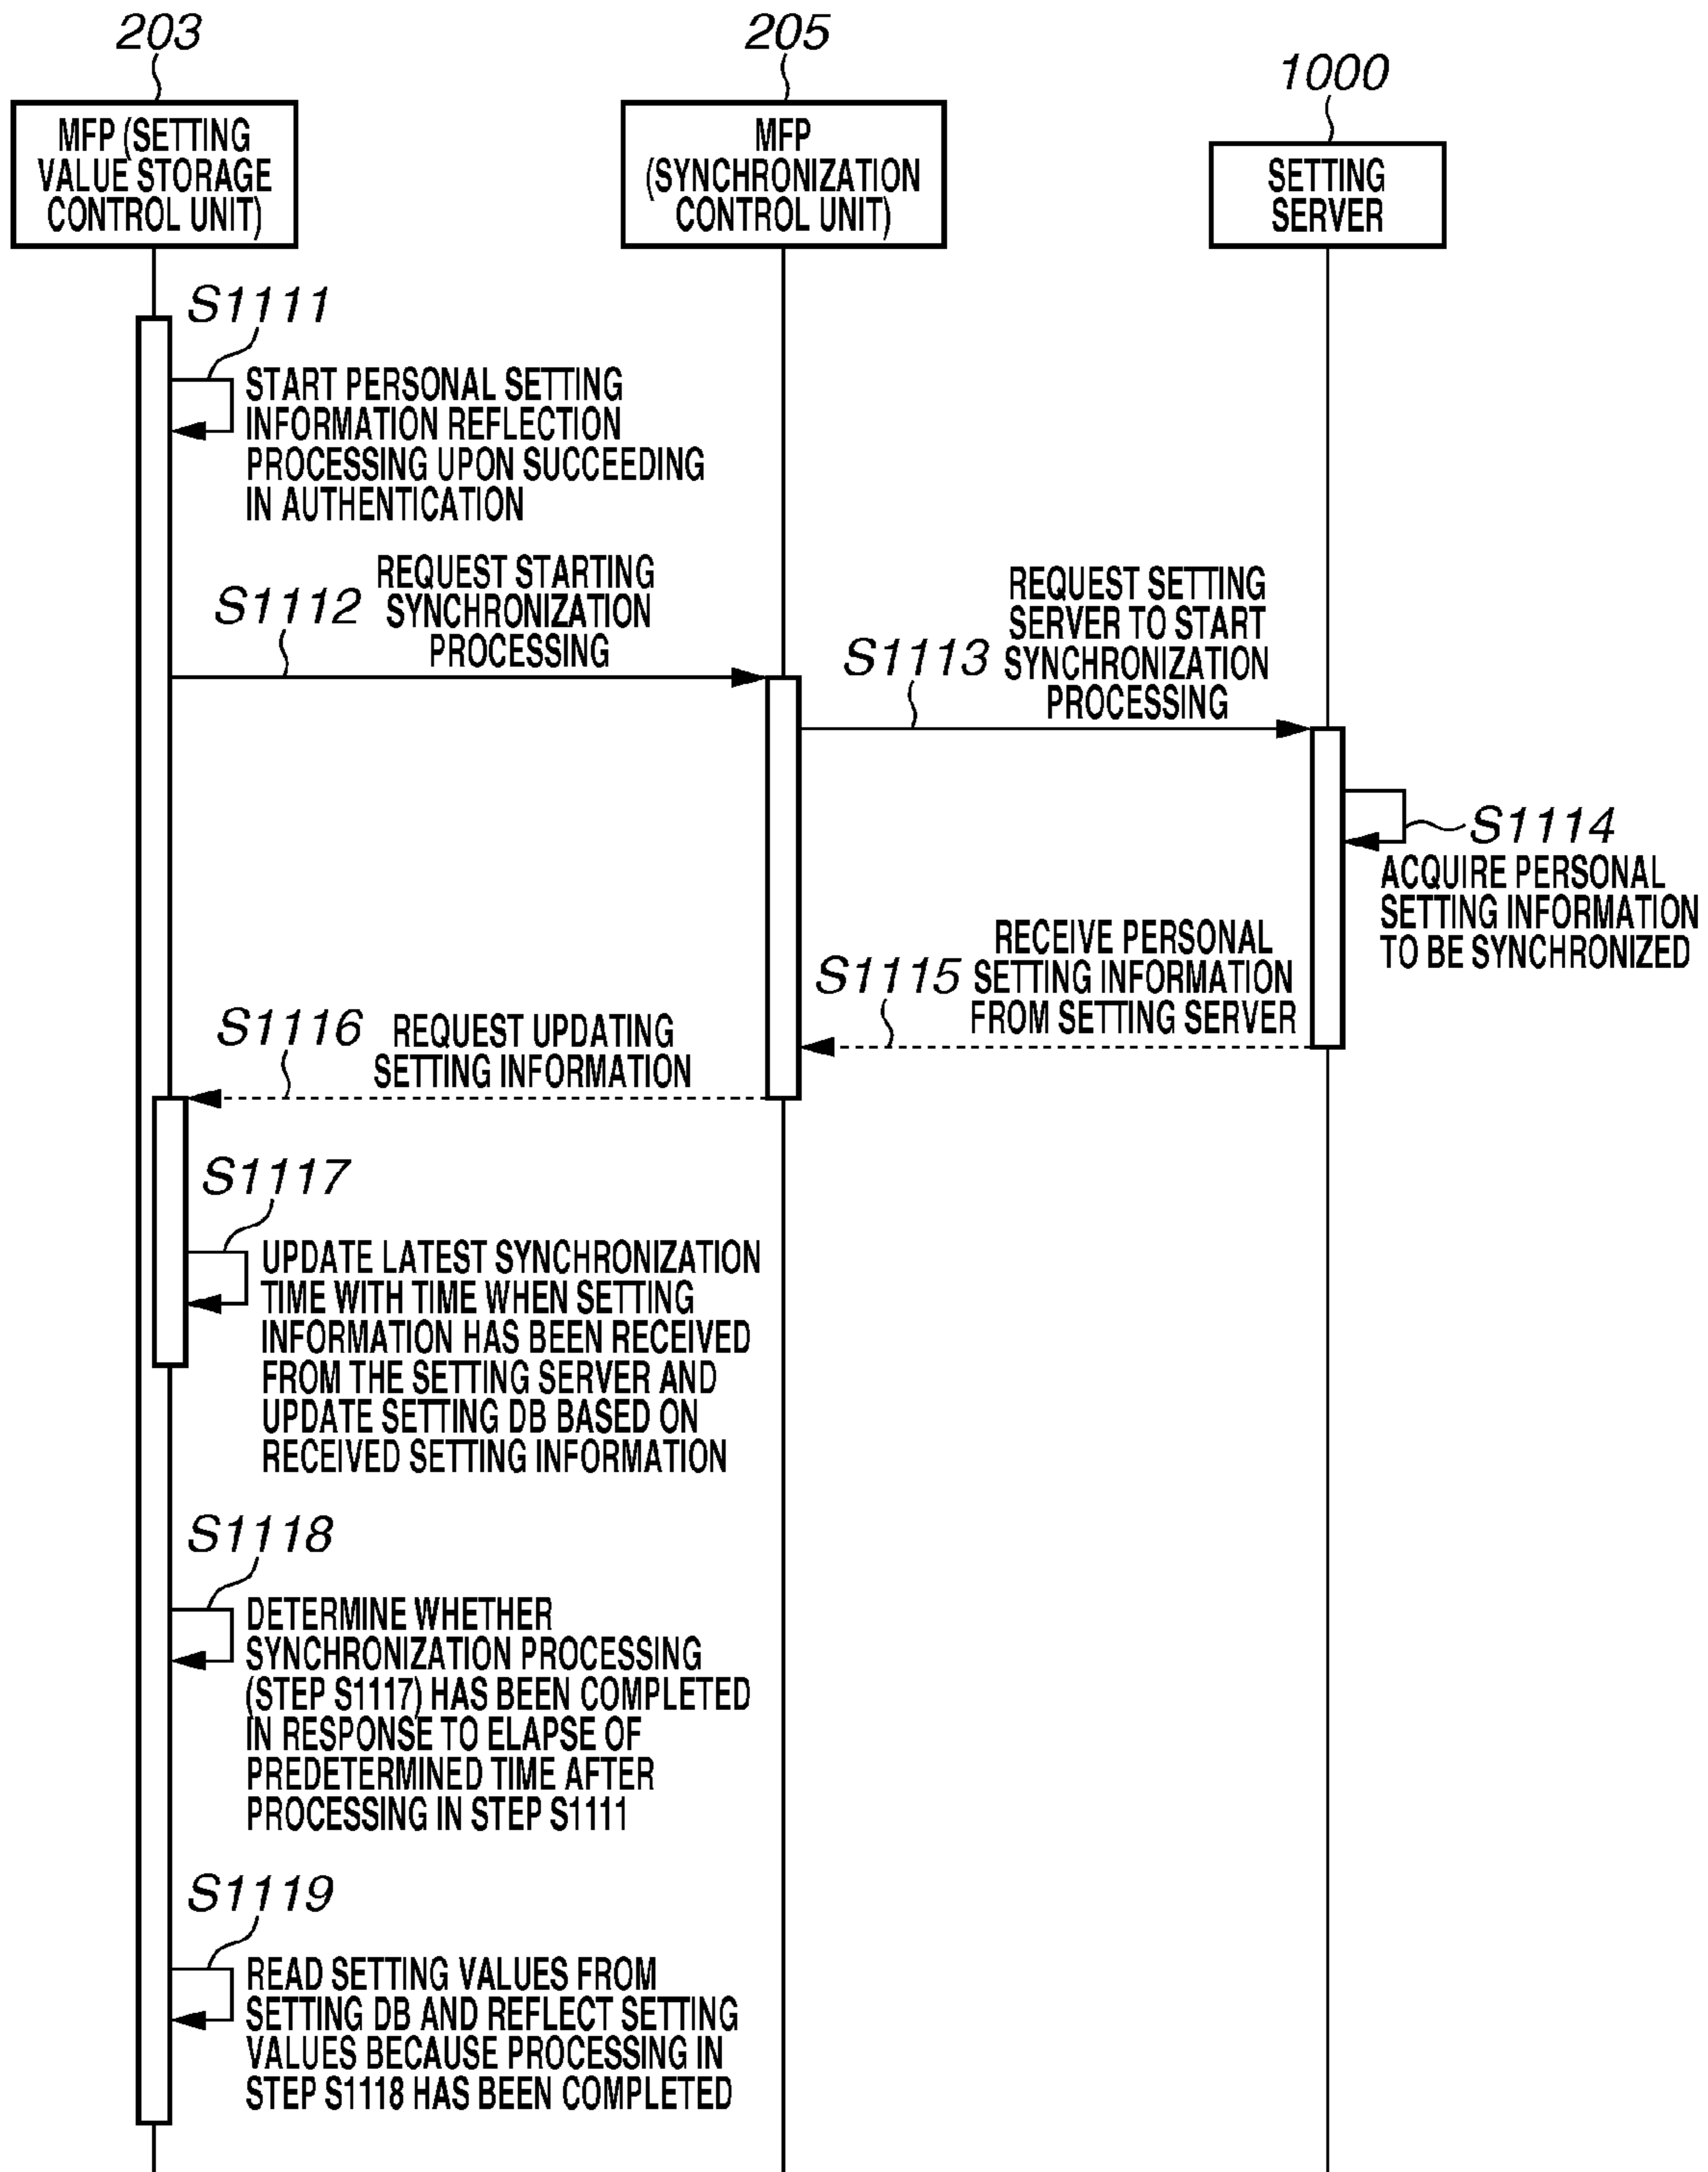 203
205
1000
MFP (SETTING
VALUE STORAGE
CONTROL UNIT)
MFP
(SYNCHRONIZATION
CONTROL UNIT)
SETTING
SERVER
S1111
START PERSONAL SETTING
INFORMATION REFLECTION
PROCESSING UPON SUCCEEDING
IN AUTHENTICATION
S1112
REQUEST STARTING
SYNCHRONIZATION
PROCESSING
S1113
REQUEST SETTING
SERVER TO START
SYNCHRONIZATION
PROCESSING
S1114
ACQUIRE PERSONAL
SETTING INFORMATION
TO BE SYNCHRONIZED
S1115
RECEIVE PERSONAL
SETTING INFORMATION
FROM SETTING SERVER
S1116
REQUEST UPDATING
SETTING INFORMATION
S1117
UPDATE LATEST SYNCHRONIZATION
TIME WITH TIME WHEN SETTING
INFORMATION HAS BEEN RECEIVED
FROM THE SETTING SERVER AND
UPDATE SETTING DB BASED ON
RECEIVED SETTING INFORMATION
S1118
DETERMINE WHETHER
SYNCHRONIZATION PROCESSING
(STEP S1117) HAS BEEN COMPLETED
IN RESPONSE TO ELAPSE OF
PREDETERMINED TIME AFTER
PROCESSING IN STEP S1111
S1119
READ SETTING VALUES FROM
SETTING DB AND REFLECT SETTING
VALUES BECAUSE PROCESSING IN
STEP S1118 HAS BEEN COMPLETED